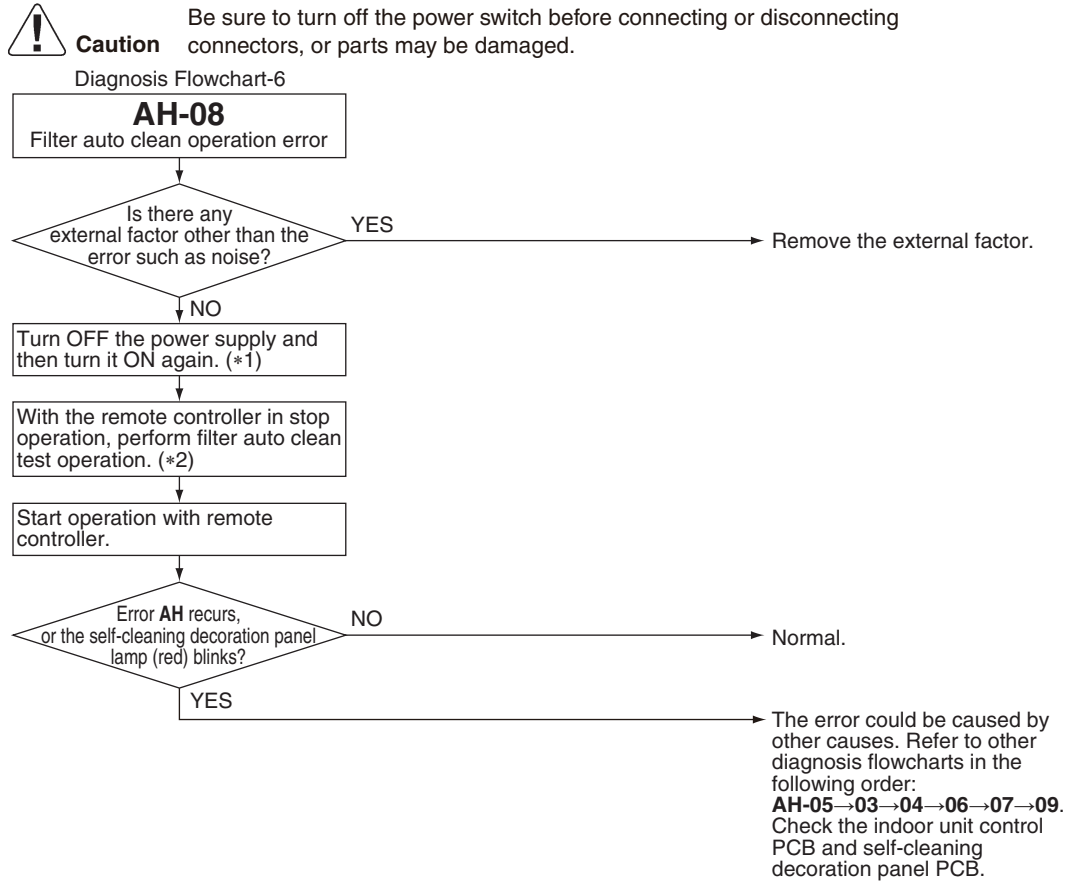 Be sure to turn off the power switch before connecting or disconnecting
Caution connectors, or parts may be damaged.
Diagnosis Flowchart-6
AH-08
Filter auto clean operation error
Is there any
external factor other than the
error such as noise?
YES
Remove the external factor.
NO
Turn OFF the power supply and
then turn it ON again. (*1)
With the remote controller in stop
operation, perform filter auto clean
test operation. (*2)
Start operation with remote
controller.
Error AH recurs,
or the self-cleaning decoration panel
lamp (red) blinks?
NO
Normal.
YES
The error could be caused by
other causes. Refer to other
diagnosis flowcharts in the
following order:
AH-05→03→04→06→07→09.
Check the indoor unit control
PCB and self-cleaning
decoration panel PCB.